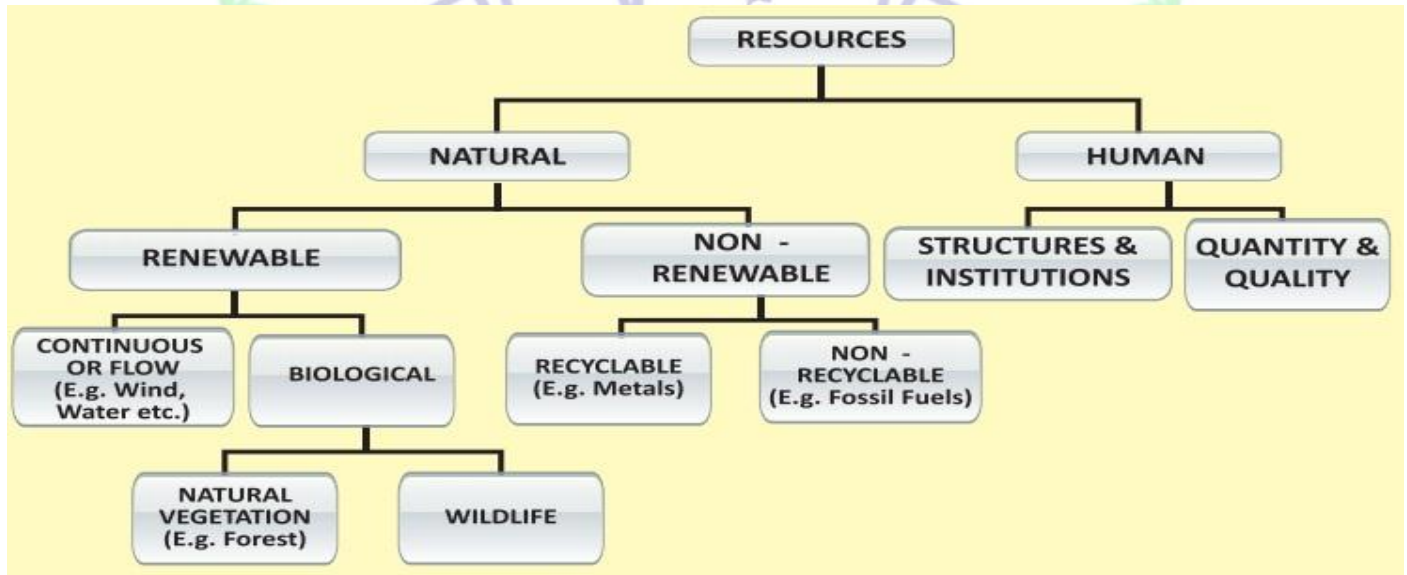 RESOURCES
NATURAL
HUMAN
RENEWABLE
NON -
RENEWABLE
STRUCTURES &
INSTITUTIONS
QUANTITY &
QUALITY
CONTINUOUS
OR FLOW
(E.g. Wind,
Water etc.)
BIOLOGICAL
RECYCLABLE
(E.g. Metals)
NON -
RECYCLABLE
(E.g. Fossil Fuels)
NATURAL
VEGETATION
(E.g. Forest)
WILDLIFE